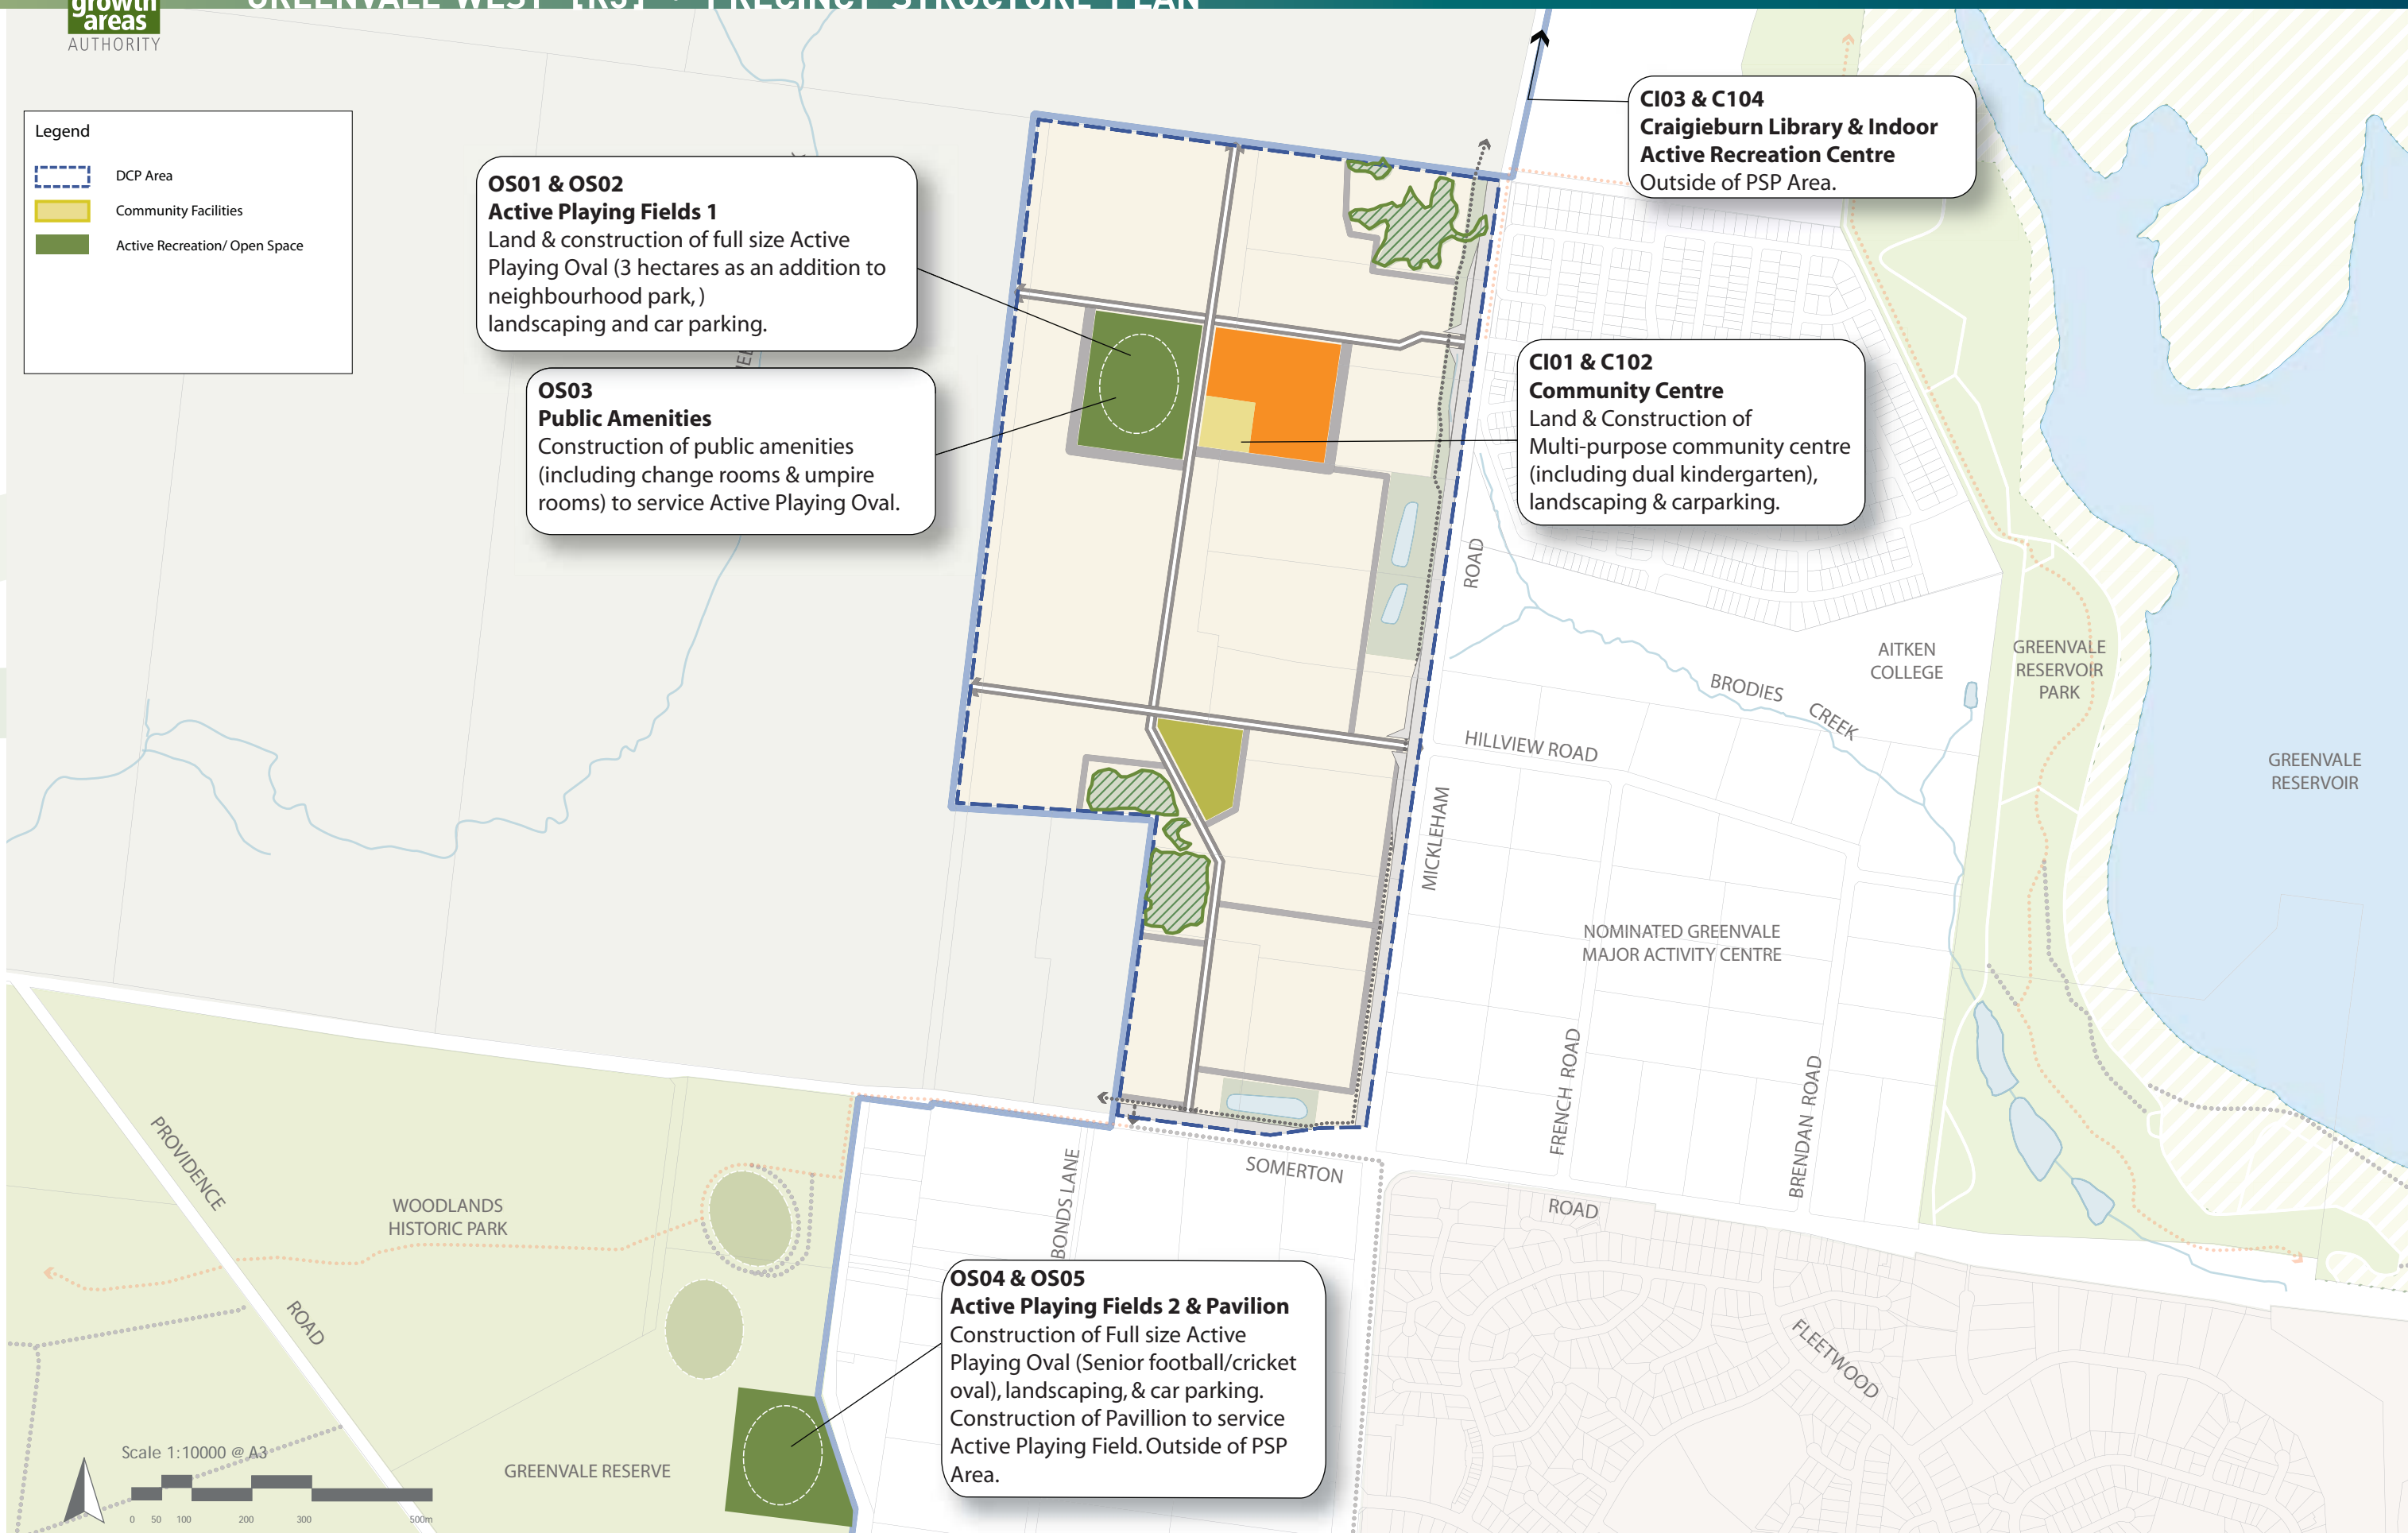 growth
areas
AUTHORITY
GREENVALE WEST (R3) · PRECINCT STRUCTURE PLAN
Legend
DCP Area
Community Facilities
Active Recreation/ Open Space
OS01 & OS02
Active Playing Fields 1
Land & construction of full size Active
Playing Oval (3 hectares as an addition to
neighbourhood park,)
landscaping and car parking.
OS03
Public Amenities
Construction of public amenities
(including change rooms & umpire
rooms) to service Active Playing Oval.
CI03 & C104
Craigieburn Library & Indoor
Active Recreation Centre
Outside of PSP Area.
CI01 & C102
Community Centre
Land & Construction of
Multi-purpose community centre
(including dual kindergarten),
landscaping & carparking.
ROAD
AITKEN
COLLEGE
GREENVALE
RESERVOIR
PARK
BRODIES
CREEK
HILLVIEW ROAD
GREENVALE
RESERVOIR
MICKLEHAM
NOMINATED GREENVALE
MAJOR ACTIVITY CENTRE
FRENCH ROAD
BRENDAN ROAD
PROVIDENCE
ROAD
WOODLANDS
HISTORIC PARK
BONDS LANE
SOMERTON
ROAD
FLEETWOOD
OS04 & OS05
Active Playing Fields 2 & Pavilion
Construction of Full size Active
Playing Oval (Senior football/cricket
oval), landscaping, & car parking.
Construction of Pavillion to service
Active Playing Field. Outside of PSP
Area.
GREENVALE RESERVE
Scale 1:10000 @ A3
0 50 100 200 300 500m